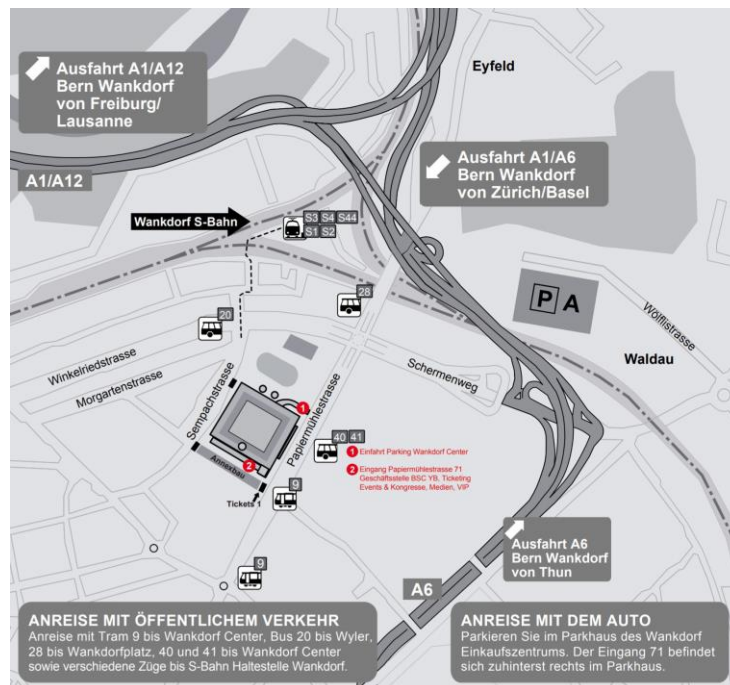 Ausfahrt A1/A12
Bern Wankdorf
von Freiburg/
Lausanne
Eyfeld
A1/A12
Ausfahrt A1/A6
Bern Wankdorf
von Zürich/Basel
Wankdorf S-Bahn
S3 S4 S44
S1 S2
28
20
P A
Wölflistrasse
Waldau
Winkelriedstrasse
Morgartenstrasse
Sempachstrasse
Papiermühlestrasse
Schermenweg
1
40 41
1 Einfahrt Parking Wankdorf Center
2 Eingang Papiermühlestrasse 71
Geschäftsstelle BSC YB, Ticketing
Events & Kongresse, Medien, VIP
2
Annexbau
Tickets 1
9
9
Ausfahrt A6
Bern Wankdorf
von Thun
A6
ANREISE MIT ÖFFENTLICHEM VERKEHR
Anreise mit Tram 9 bis Wankdorf Center, Bus 20 bis Wyler,
28 bis Wankdorfplatz, 40 und 41 bis Wankdorf Center
sowie verschiedene Züge bis S-Bahn Haltestelle Wankdorf.
ANREISE MIT DEM AUTO
Parkieren Sie im Parkhaus des Wankdorf
Einkaufszentrums. Der Eingang 71 befindet
sich zuhinterst rechts im Parkhaus.